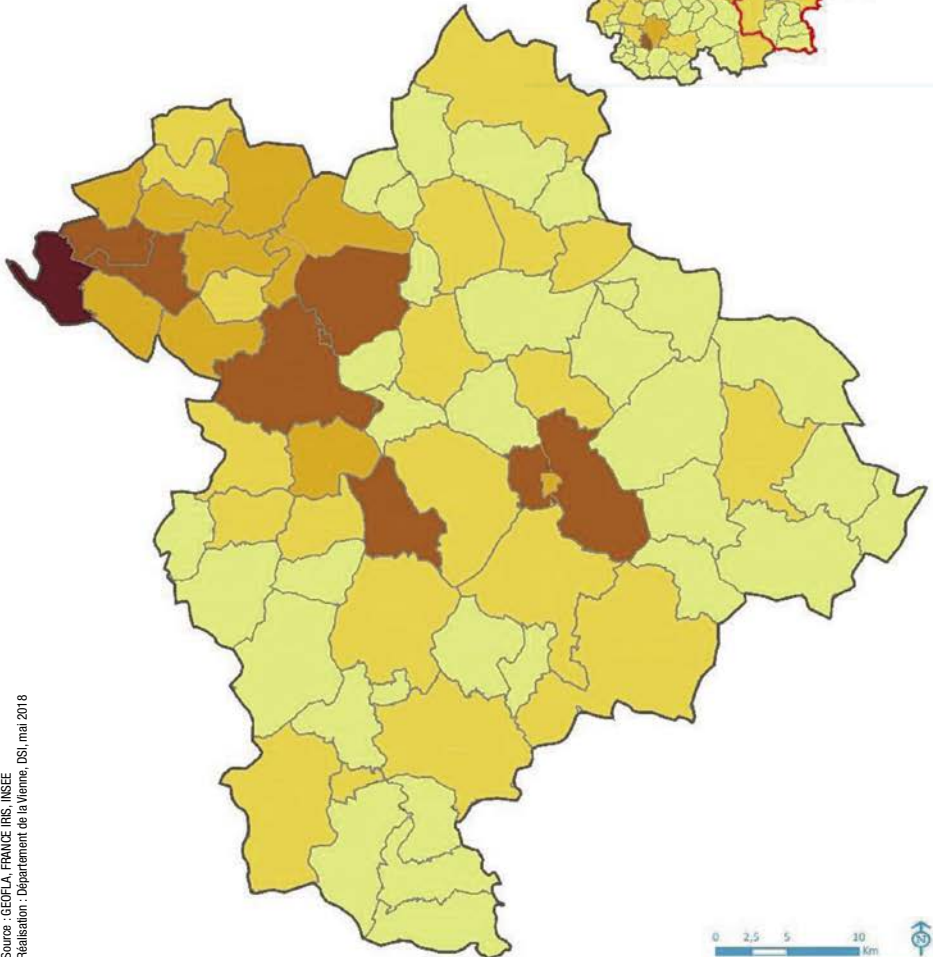 Source : GEOFLA, FRANCE IRIS, INSEE
Réalisation : Département de la Vienne, DSI, mai 2018
0 2,5 5 10
Km
N